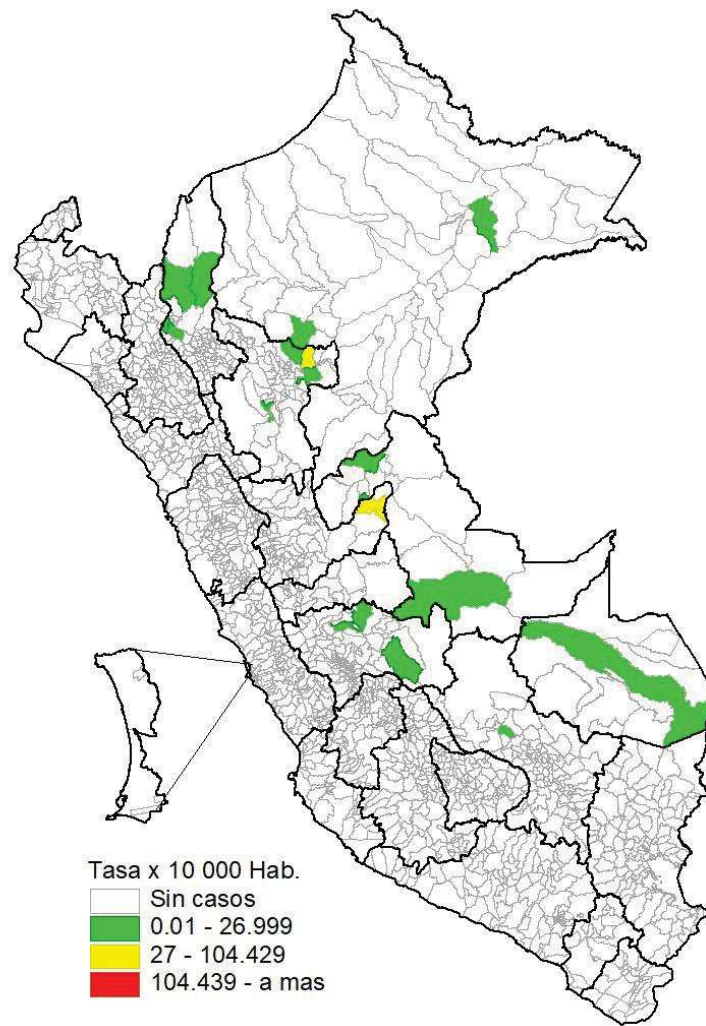 Tasa x 10 000 Hab.
Sin casos
0.01 - 26.999
27 - 104.429
104.439 - a mas